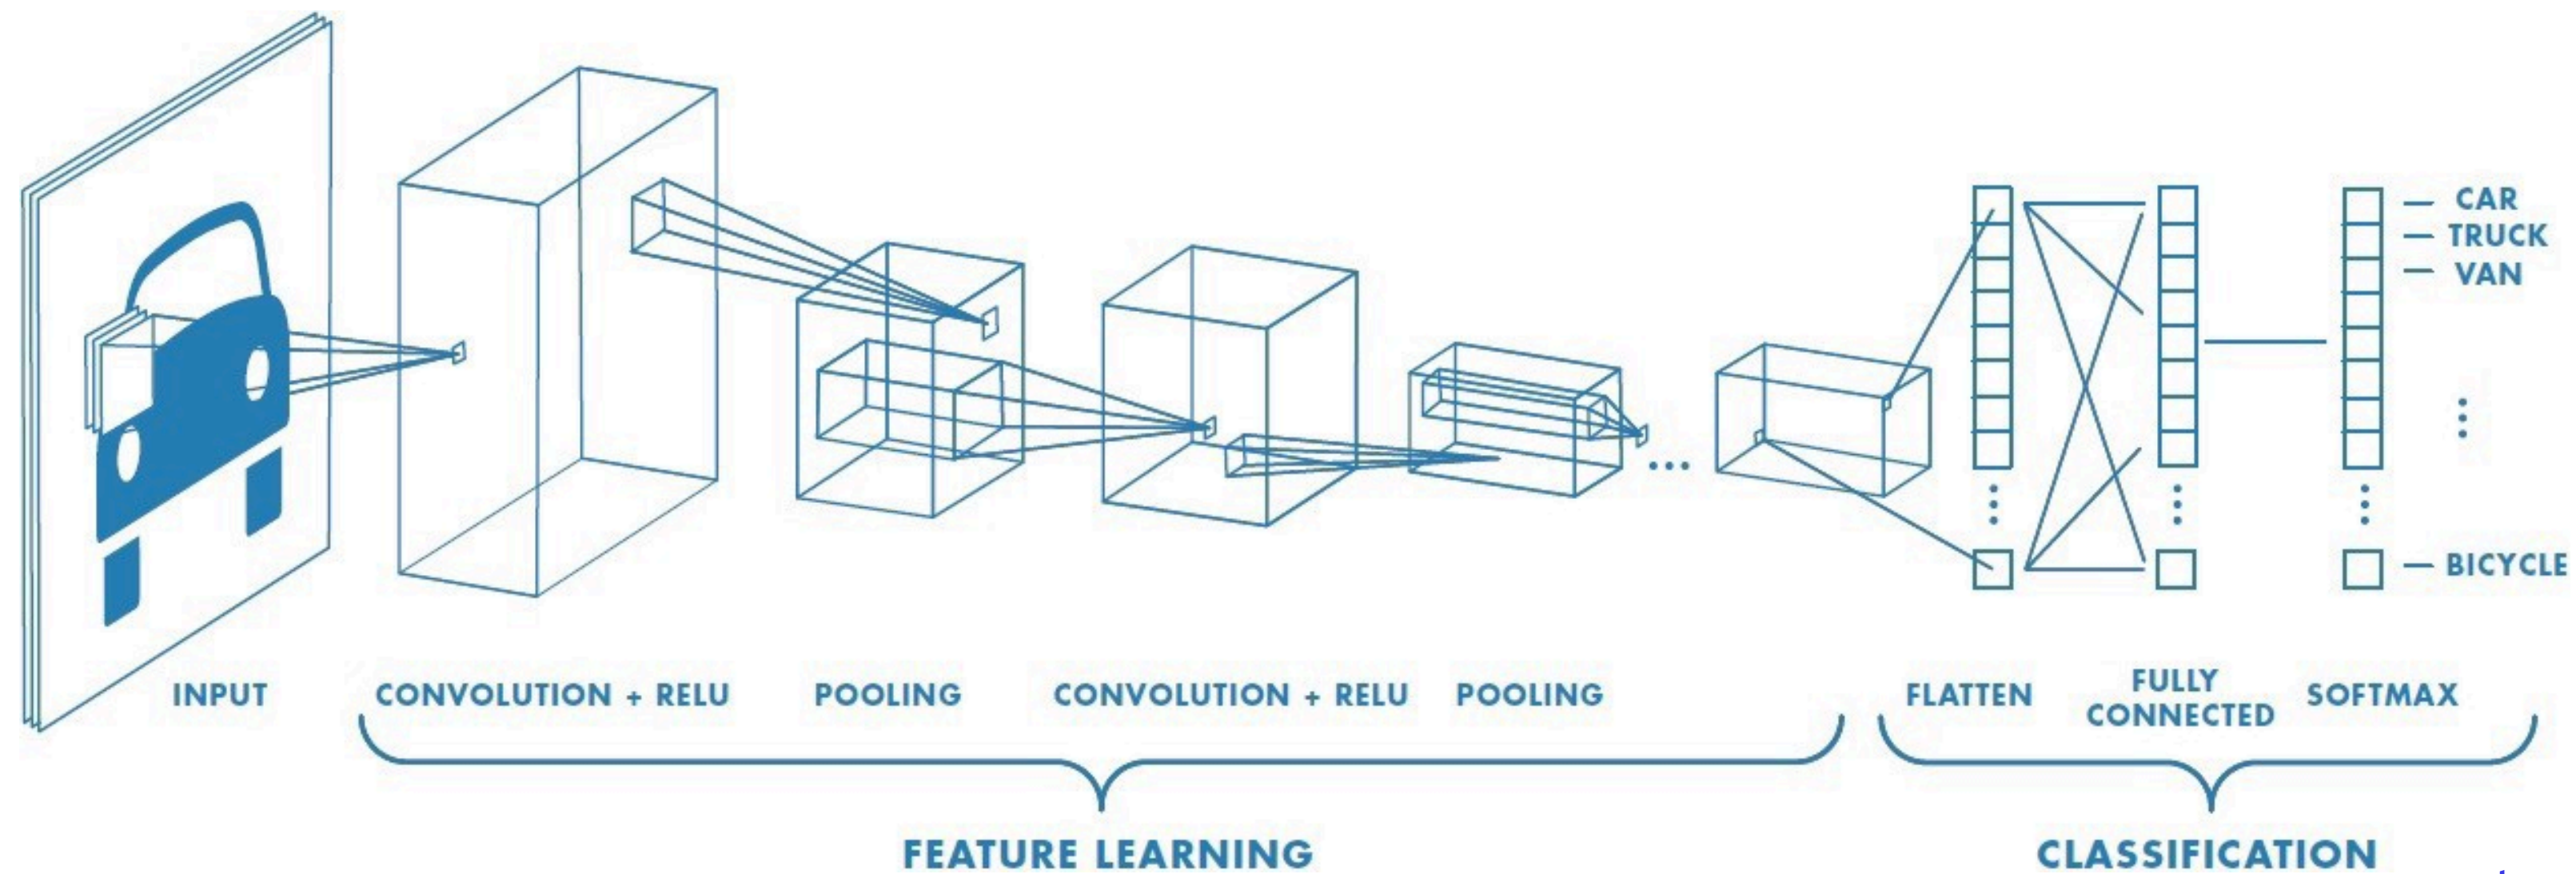 CAR
TRUCK
VAN
BICYCLE
INPUT
CONVOLUTION + RELU
POOLING
CONVOLUTION + RELU
POOLING
FLATTEN
FULLY
CONNECTED
SOFTMAX
FEATURE LEARNING
CLASSIFICATION